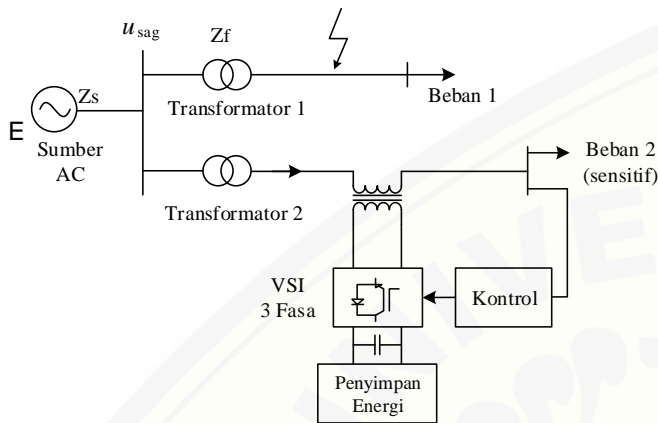 u sag
Zf
Zs
Transformator 1
Beban 1
E
Sumber
AC
Transformator 2
Beban 2
(sensitif)
VSI
3 Fasa
Kontrol
Penyimpan
Energi